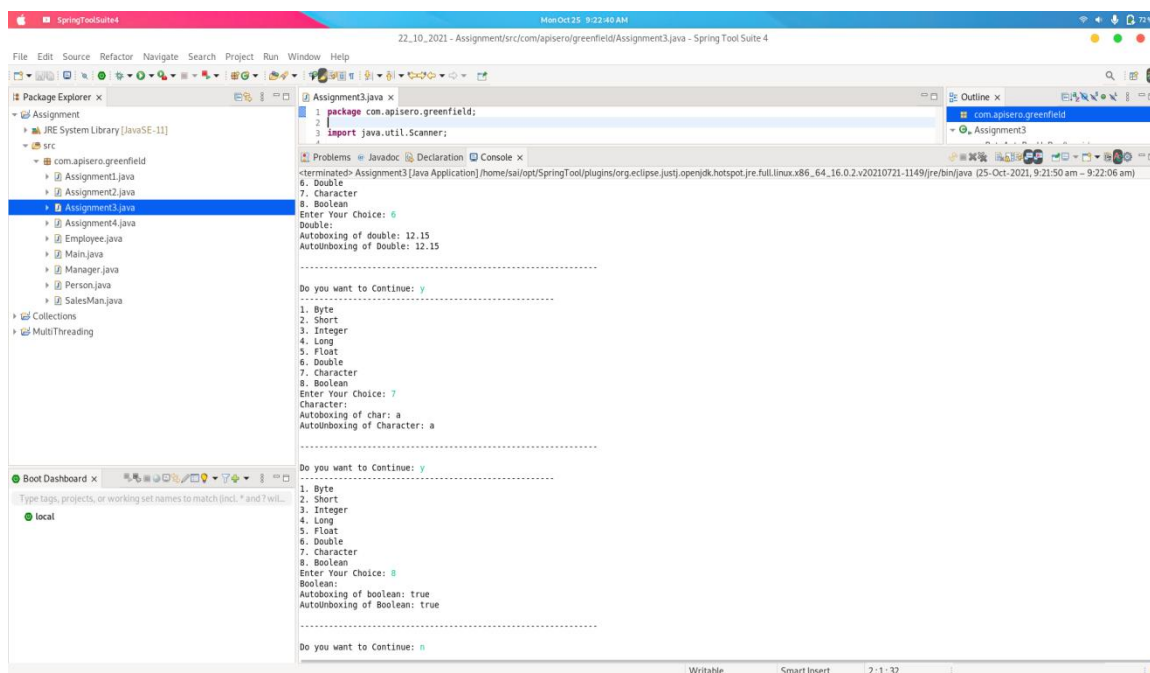 SpringToolSuite4
Mon Oct 25 9:22:40 AM
72%
22_10_2021 - Assignment/src/com/apisero/greenfield/Assignment3.java - Spring Tool Suite 4
File Edit Source Refactor Navigate Search Project Run Window Help
Package Explorer
Assignment
JRE System Library [JavaSE-11]
src
com.apisero.greenfield
Assignment1.java
Assignment2.java
Assignment3.java
Assignment4.java
Employee.java
Main.java
Manager.java
Person.java
SalesMan.java
Collections
MultiThreading
Boot Dashboard
Type tags, projects, or working set names to match (incl. * and ? wil...
local
Assignment3.java
1 package com.apisero.greenfield;
2
3 import java.util.Scanner;
Problems Javadoc Declaration Console
<terminated> Assignment3 [Java Application] /home/sai/opt/SpringTool/plugins/org.eclipse.justj.openjdk.hotspot.jre.full.linux.x86_64_16.0.2.v20210721-1149/jre/bin/java (25-Oct-2021, 9:21:50 am – 9:22:06 am)
6. Double
7. Character
8. Boolean
Enter Your Choice: 6
Double:
Autoboxing of double: 12.15
AutoUnboxing of Double: 12.15
--------------------------------------------------------------
Do you want to Continue: y
-----------------------------------------------------
1. Byte
2. Short
3. Integer
4. Long
5. Float
6. Double
7. Character
8. Boolean
Enter Your Choice: 7
Character:
Autoboxing of char: a
AutoUnboxing of Character: a
--------------------------------------------------------------
Do you want to Continue: y
-----------------------------------------------------
1. Byte
2. Short
3. Integer
4. Long
5. Float
6. Double
7. Character
8. Boolean
Enter Your Choice: 8
Boolean:
Autoboxing of boolean: true
AutoUnboxing of Boolean: true
--------------------------------------------------------------
Do you want to Continue: n
Outline
com.apisero.greenfield
Assignment3
Writable Smart Insert 2 : 1 : 32